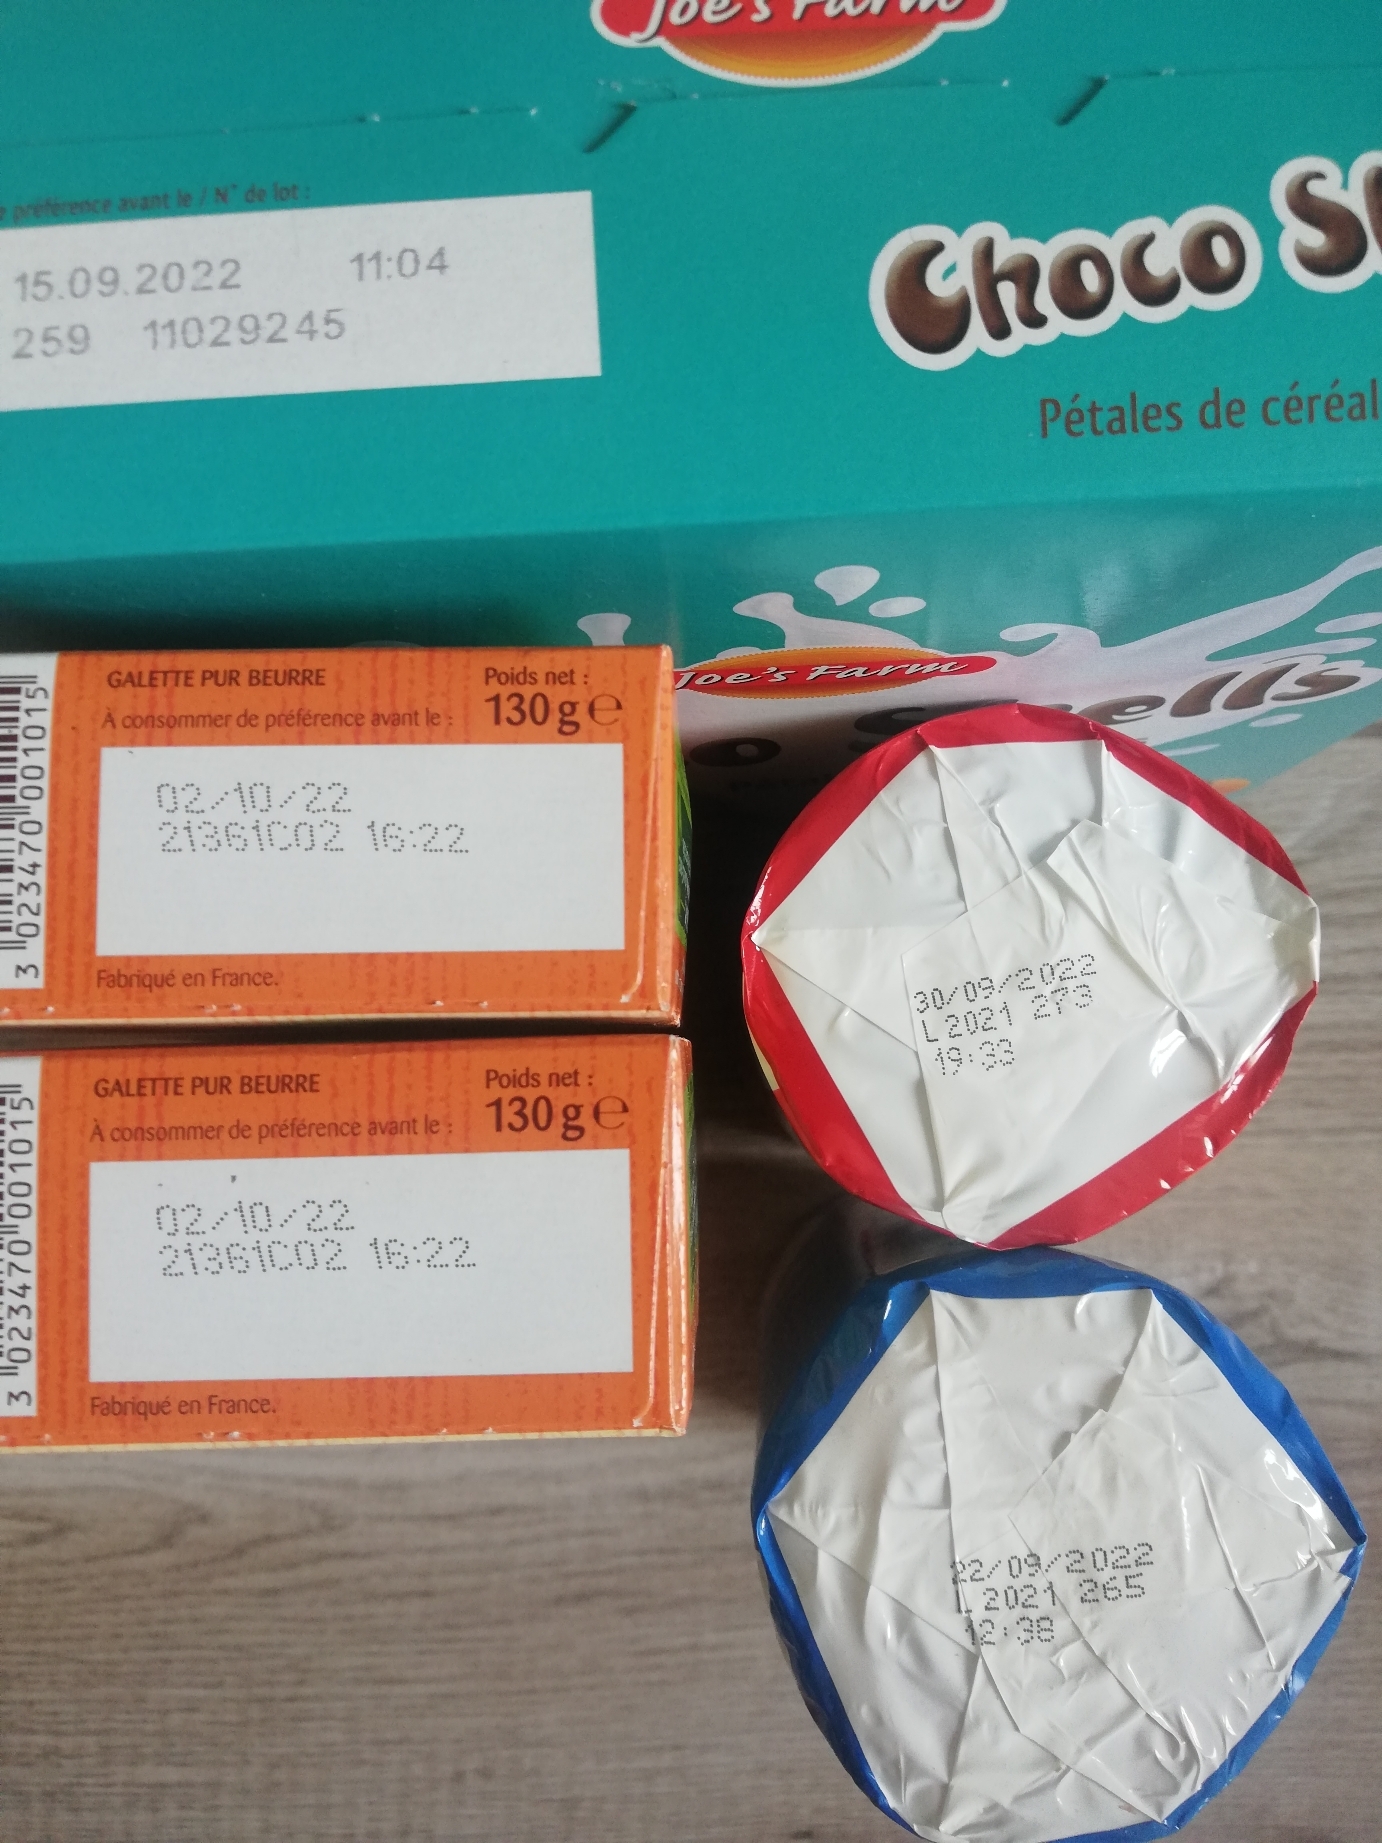 Joe's Farm
préférence avant le / N° de lot :
15.09.2022 11:04
259 11029245
Choco
Pétales de
Joe's Farm
GALETTE PUR BEURRE
Poids net :
À consommer de préférence avant le :
130 g e
02/10/22
21361C02 16:22
Fabriqué en France.
3 023470 001015
30/09/2022
L 2021 273
19:33
GALETTE PUR BEURRE
Poids net :
À consommer de préférence avant le :
130 g e
02/10/22
21361C02 16:22
Fabriqué en France.
3 023470 001015
22/09/2022
L 2021 265
12:38